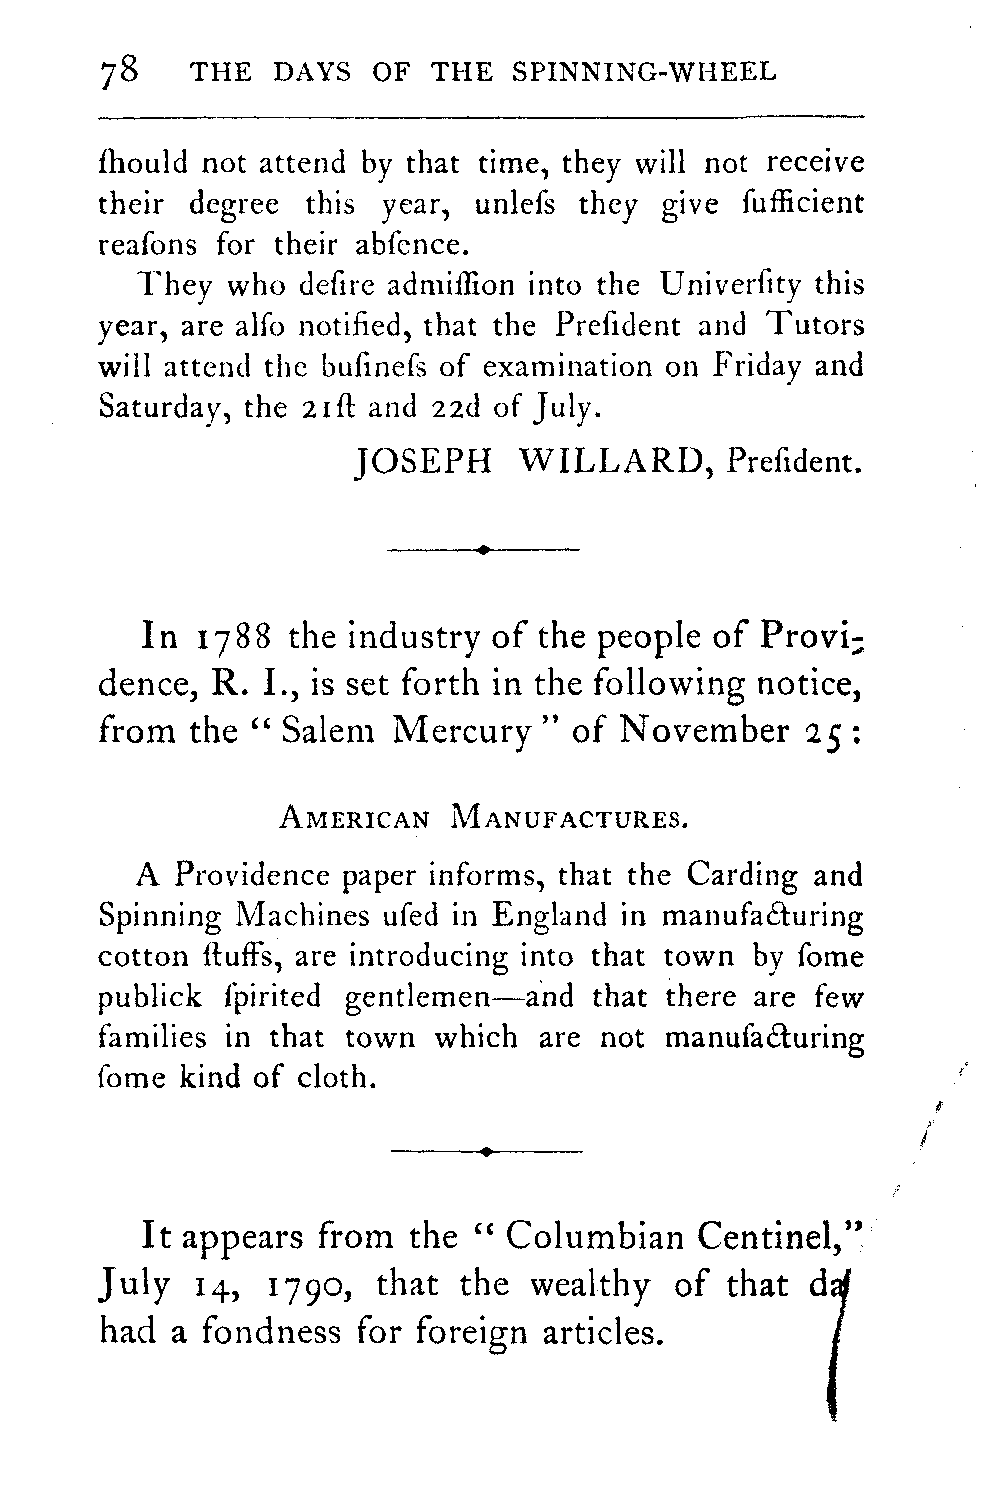 78 THE DAYS OF THE SPINNING-WHEEL
ſhould not attend by that time, they will not receive
their degree this year, unleſs they give ſufficient
reaſons for their abſence.
They who deſire admiſſion into the Univerſity this
year, are alſo notified, that the Preſident and Tutors
will attend the buſineſs of examination on Friday and
Saturday, the 21ſt and 22d of July.
JOSEPH WILLARD, Preſident.
In 1788 the industry of the people of Provi-
dence, R. I., is set forth in the following notice,
from the “ Salem Mercury ” of November 25 :
AMERICAN MANUFACTURES.
A Providence paper informs, that the Carding and
Spinning Machines uſed in England in manufacturing
cotton ſtuffs, are introducing into that town by ſome
publick ſpirited gentlemen—and that there are few
families in that town which are not manufacturing
ſome kind of cloth.
It appears from the “ Columbian Centinel,”
July 14, 1790, that the wealthy of that day
had a fondness for foreign articles.